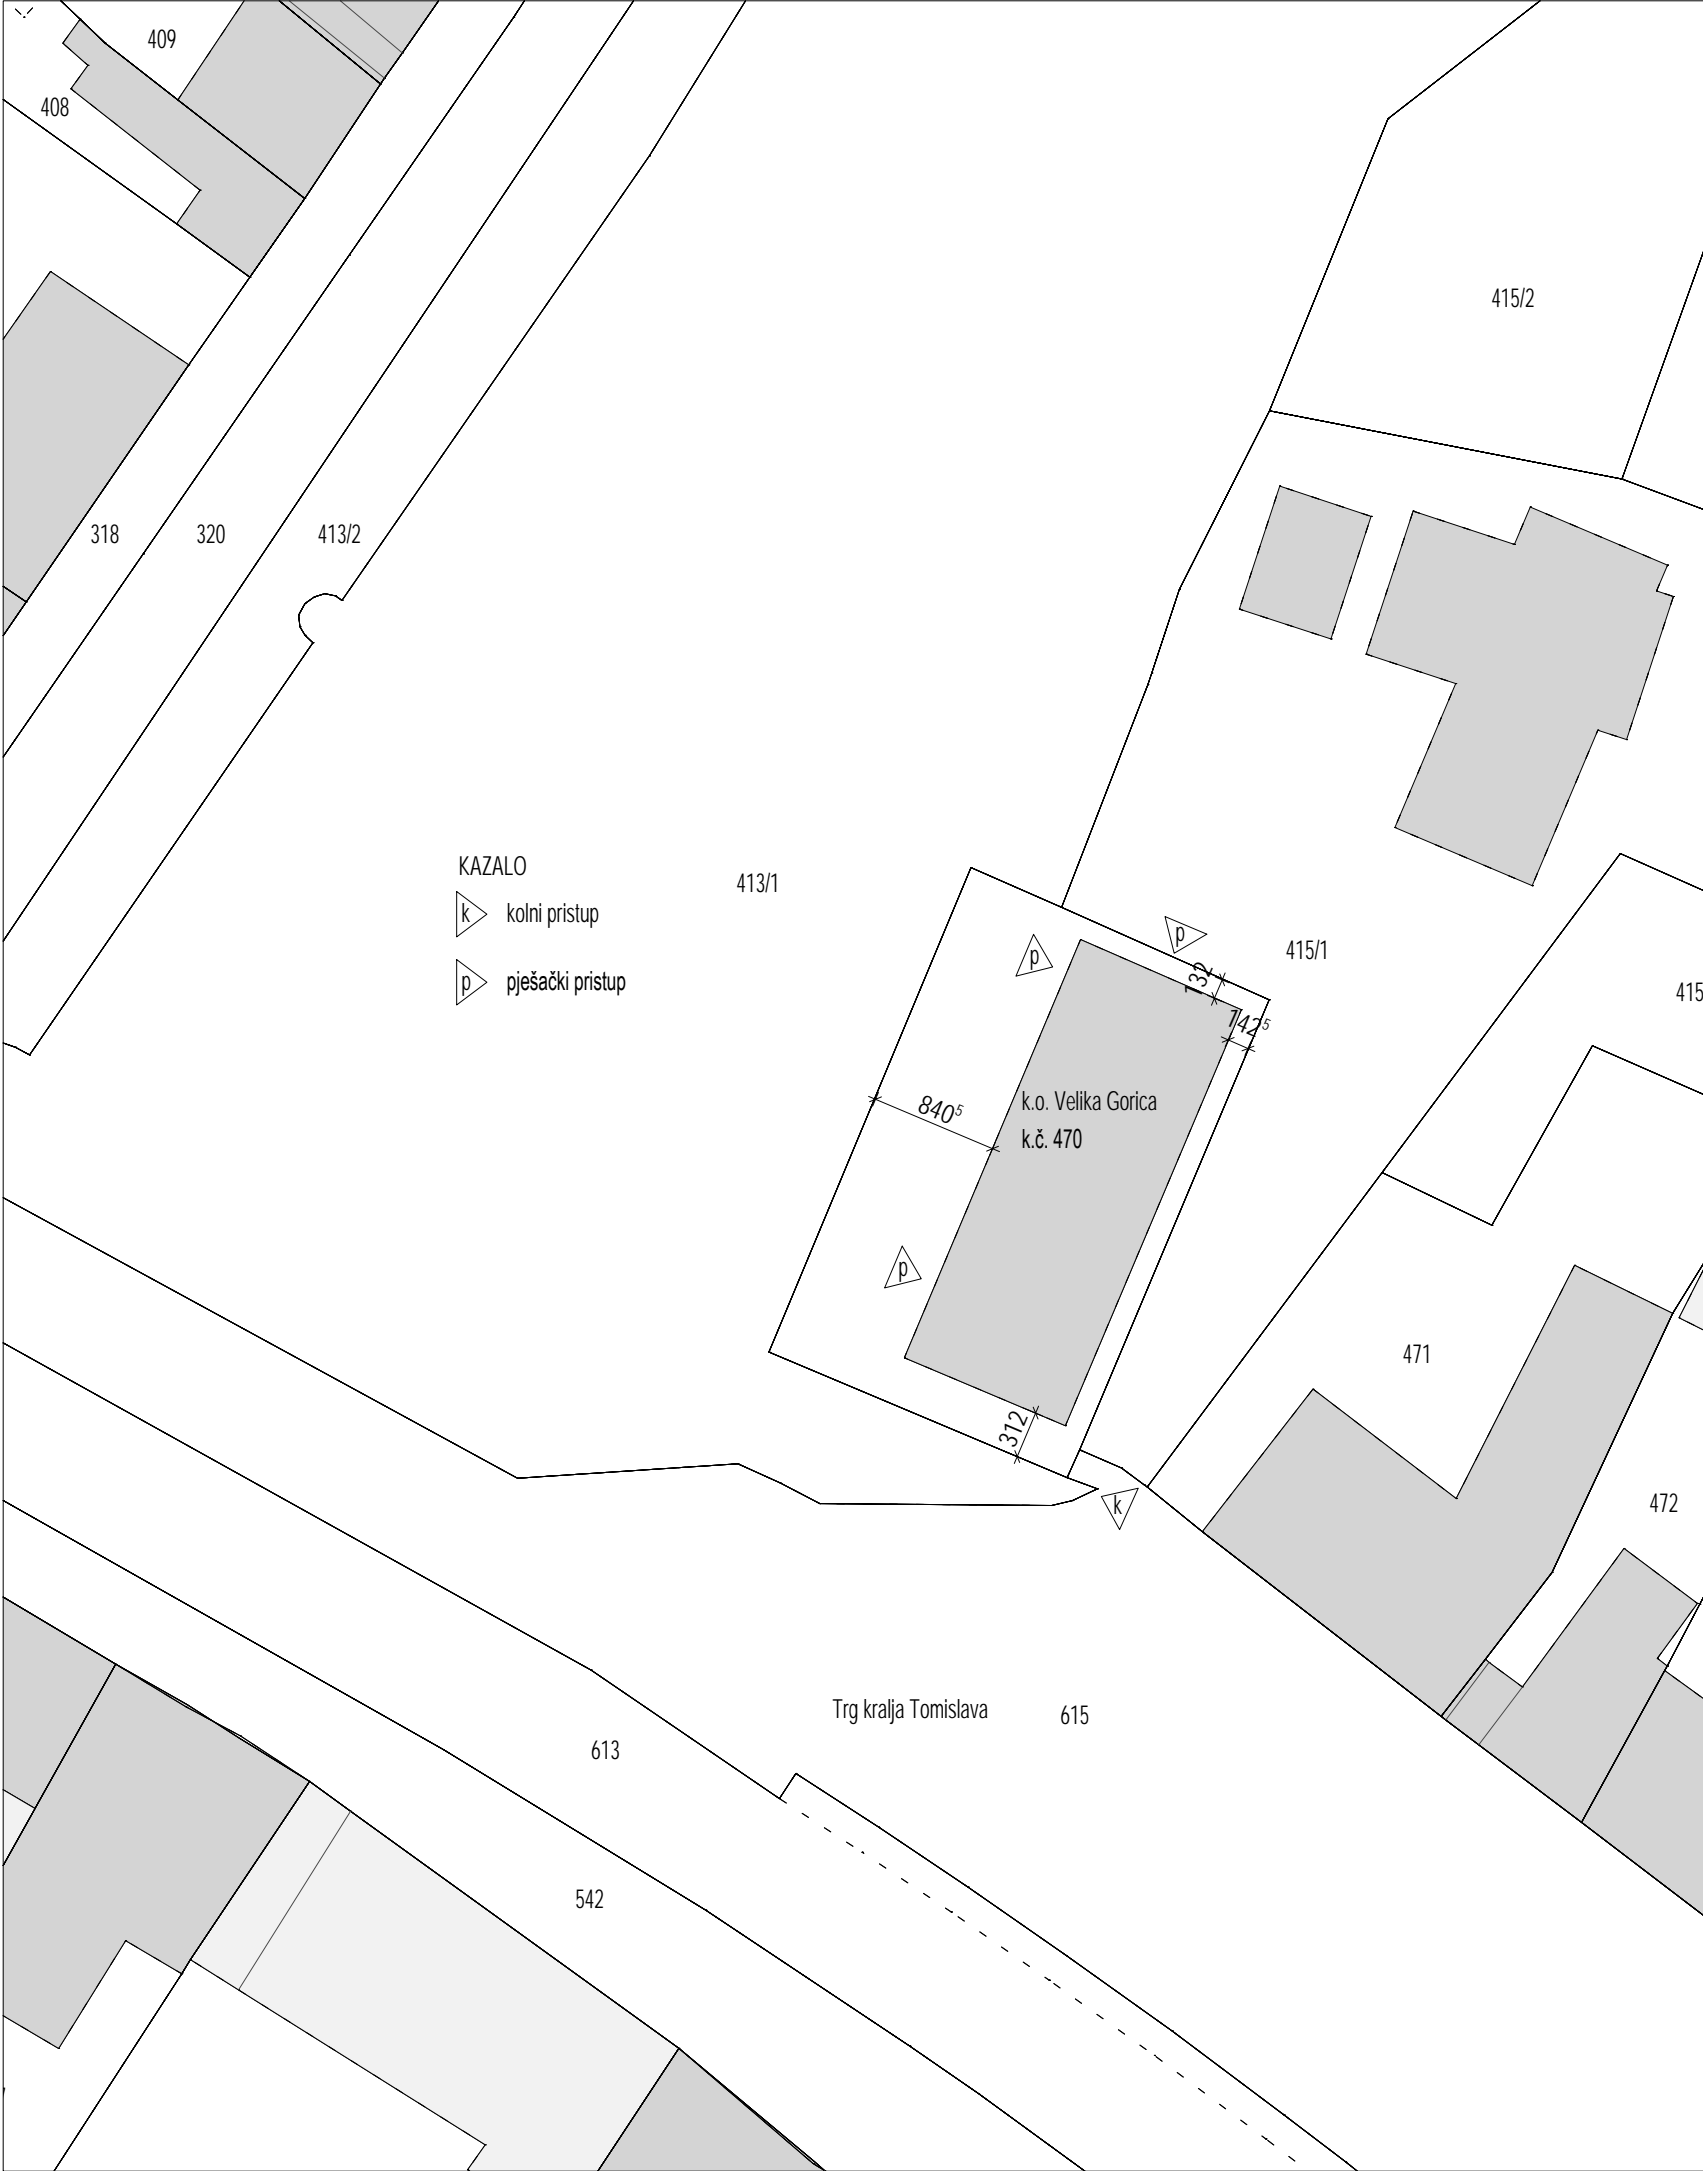 409
408
415/2
318
320
413/2
KAZALO
k kolni pristup
p pješački pristup
413/1
p
p
415/1
132
142⁵
415
840⁵
k.o. Velika Gorica
k.č. 470
p
471
312
k
472
Trg kralja Tomislava
615
613
542